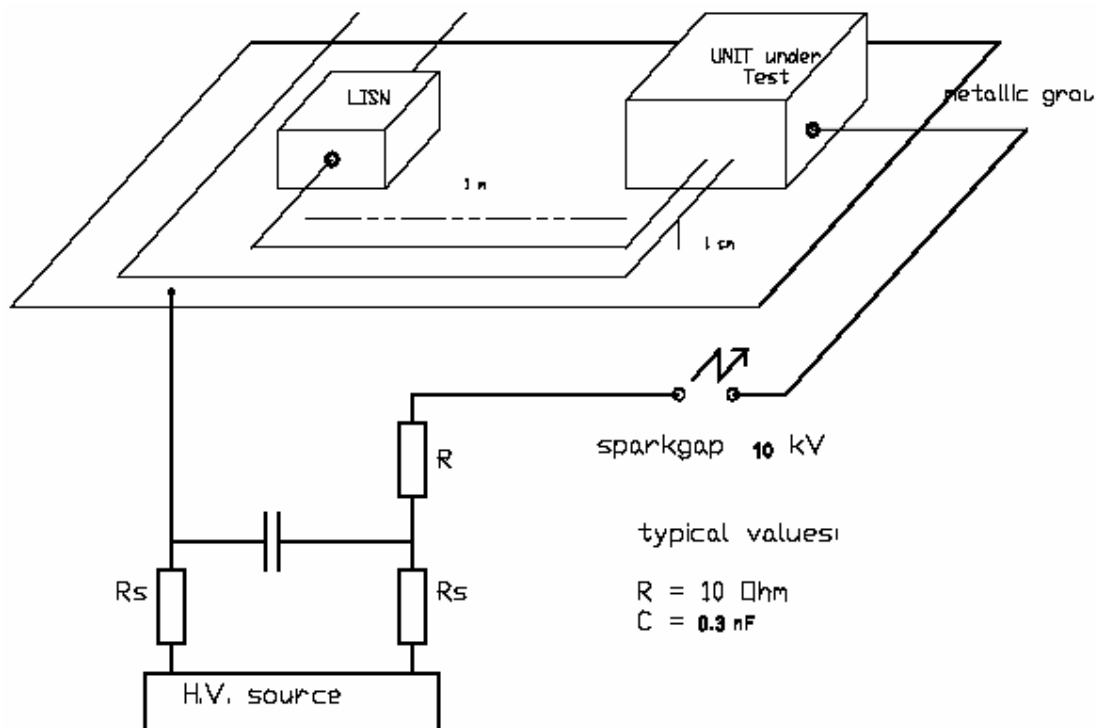 UNIT under
Test
LISN
metallic grou
1 m
1 cm
sparkgap 10 kV
R
typical values:
Rs
Rs
R = 10 Ohm
C = 0.3 nF
H.V. source